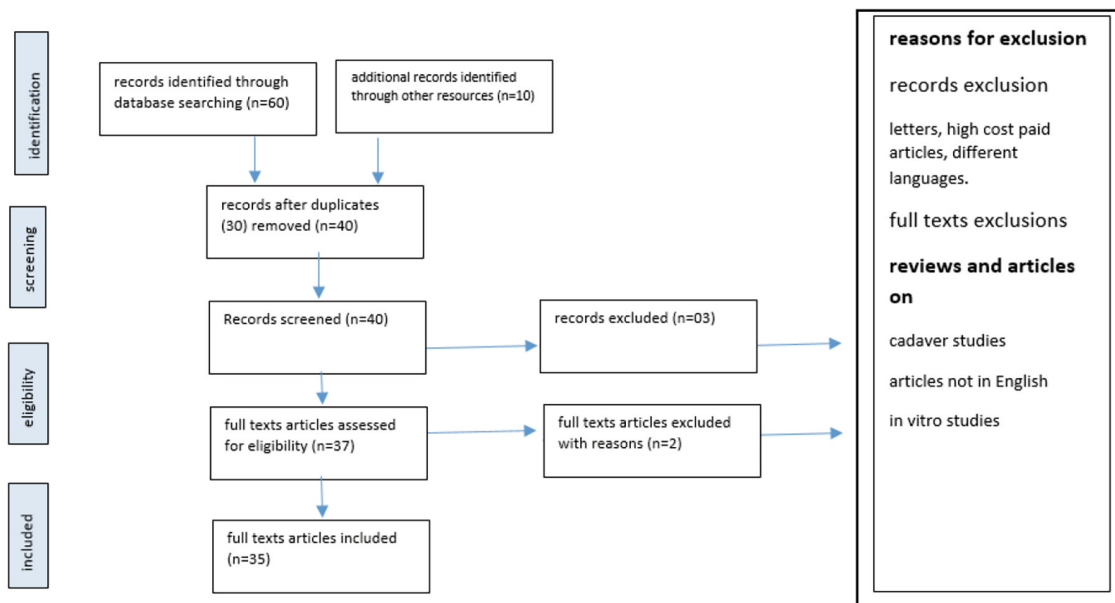 identification
records identified through
database searching (n=60)
additional records identified
through other resources (n=10)
records after duplicates
(30) removed (n=40)
screening
Records screened (n=40)
records excluded (n=03)
eligibility
full texts articles assessed
for eligibility (n=37)
full texts articles excluded
with reasons (n=2)
included
full texts articles included
(n=35)
reasons for exclusion
records exclusion
letters, high cost paid
articles, different
languages.
full texts exclusions
reviews and articles
on
cadaver studies
articles not in English
in vitro studies